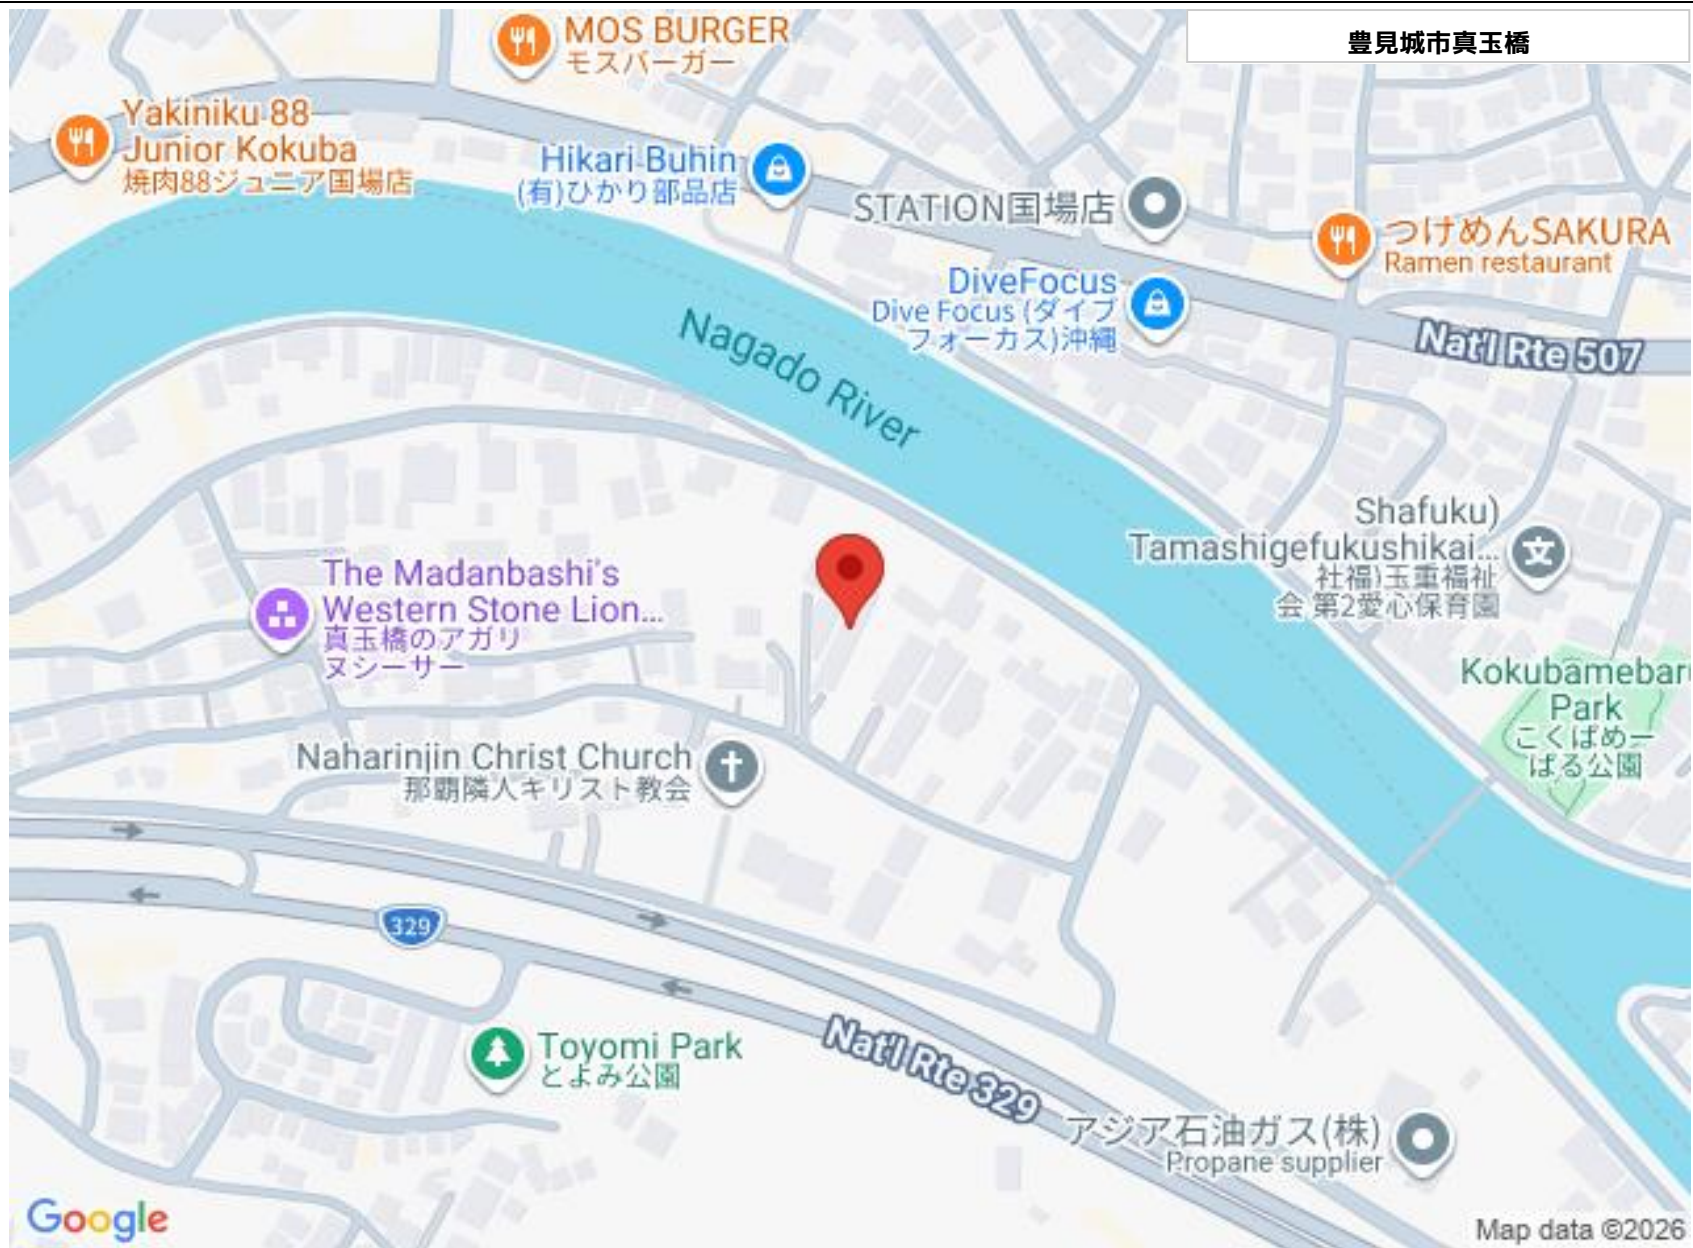 MOS BURGER
モスバーガー
豊見城市真玉橋
Yakiniku 88
Junior Kokuba
焼肉88ジュニア国場店
Hikari Buhin
(有)ひかり部品店
STATION国場店
つけめんSAKURA
Ramen restaurant
DiveFocus
Dive Focus (ダイブ
フォーカス)沖縄
Nat'l Rte 507
Nagado River
Shafuku)
Tamashigefukushikai...
社福)玉重福祉
会 第2愛心保育園
The Madanbashi's
Western Stone Lion...
真玉橋のアガリ
ヌシーサー
Kokubamebaru
Park
こくばめー
ばる公園
Naharinjin Christ Church
那覇隣人キリスト教会
329
Toyomi Park
とよみ公園
Nat'l Rte 329
アジア石油ガス(株)
Propane supplier
Google
Map data ©2026